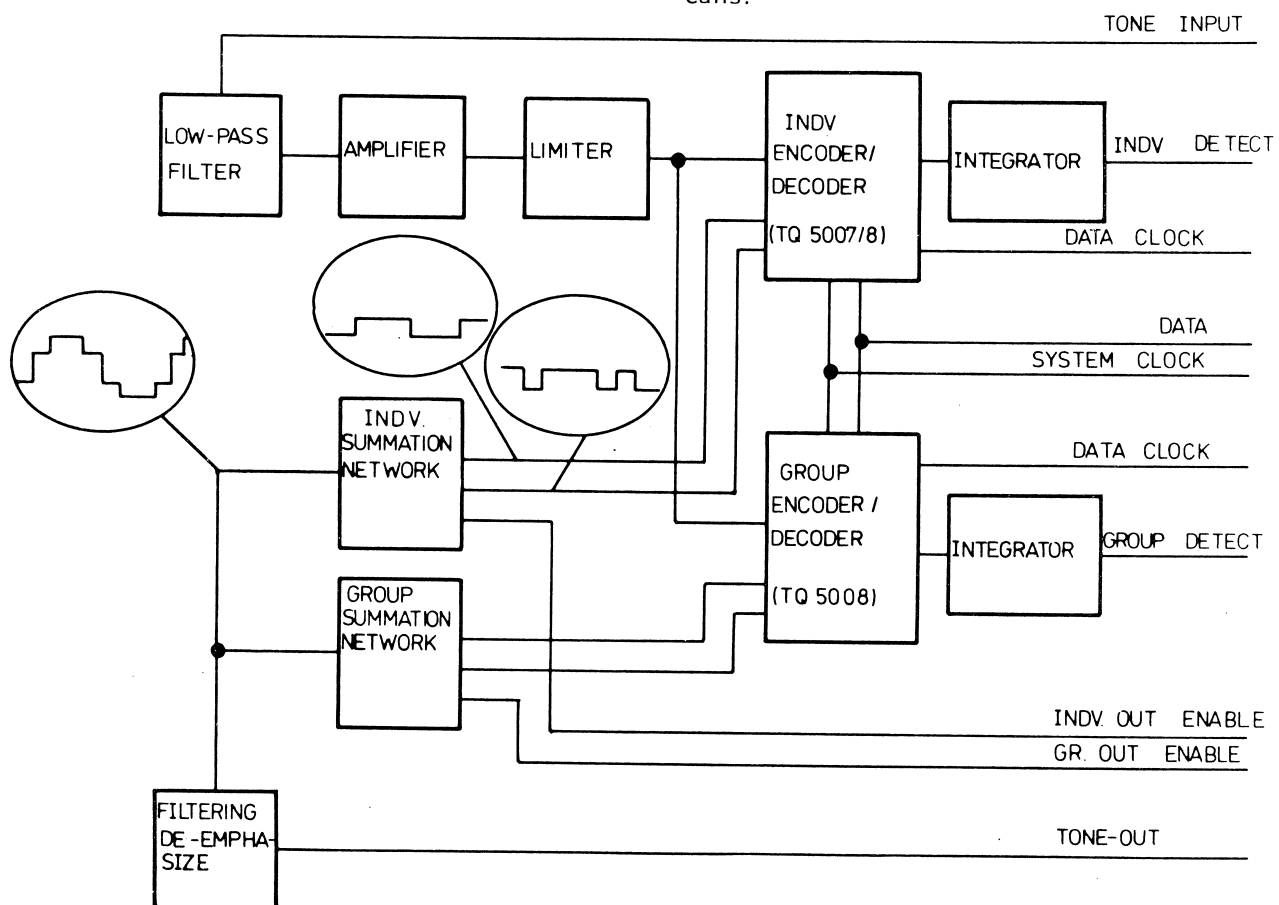 calls.
TONE INPUT
LOW-PASS
FILTER
AMPLIFIER
LIMITER
INDV.
ENCODER/
DECODER
(TQ 5007/8)
INTEGRATOR
INDV DETECT
DATA CLOCK
DATA
SYSTEM CLOCK
INDV.
SUMMATION
NETWORK
GROUP
ENCODER/
DECODER
(TQ 5008)
DATA CLOCK
INTEGRATOR
GROUP DETECT
GROUP
SUMMATION
NETWORK
INDV. OUT ENABLE
GR. OUT ENABLE
FILTERING
DE-EMPHA-
SIZE
TONE-OUT